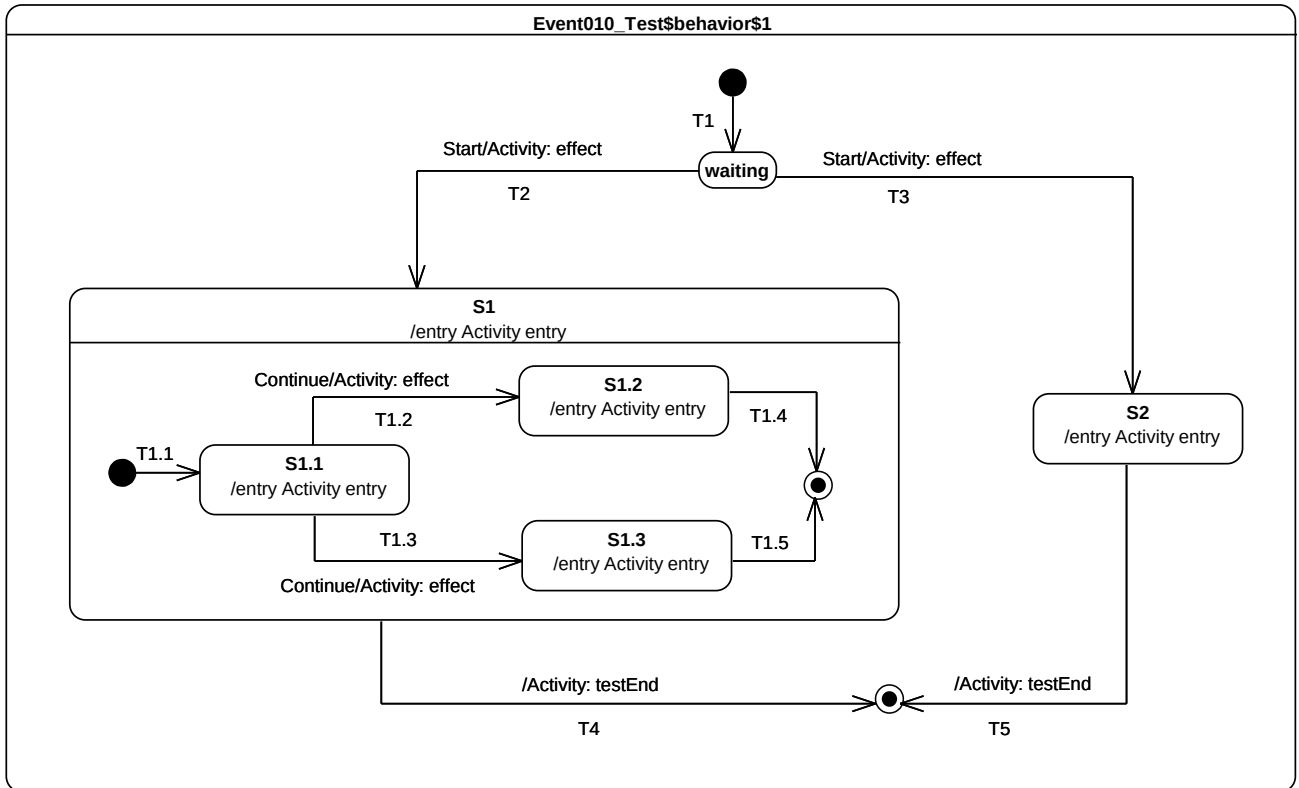 Event010_Test$behavior$1
T1
Start/Activity: effect
T2
waiting
Start/Activity: effect
T3
S1
/entry Activity entry
Continue/Activity: effect
T1.2
S1.2
/entry Activity entry
T1.4
T1.1
S1.1
/entry Activity entry
T1.3
Continue/Activity: effect
S1.3
/entry Activity entry
T1.5
S2
/entry Activity entry
/Activity: testEnd
T4
/Activity: testEnd
T5